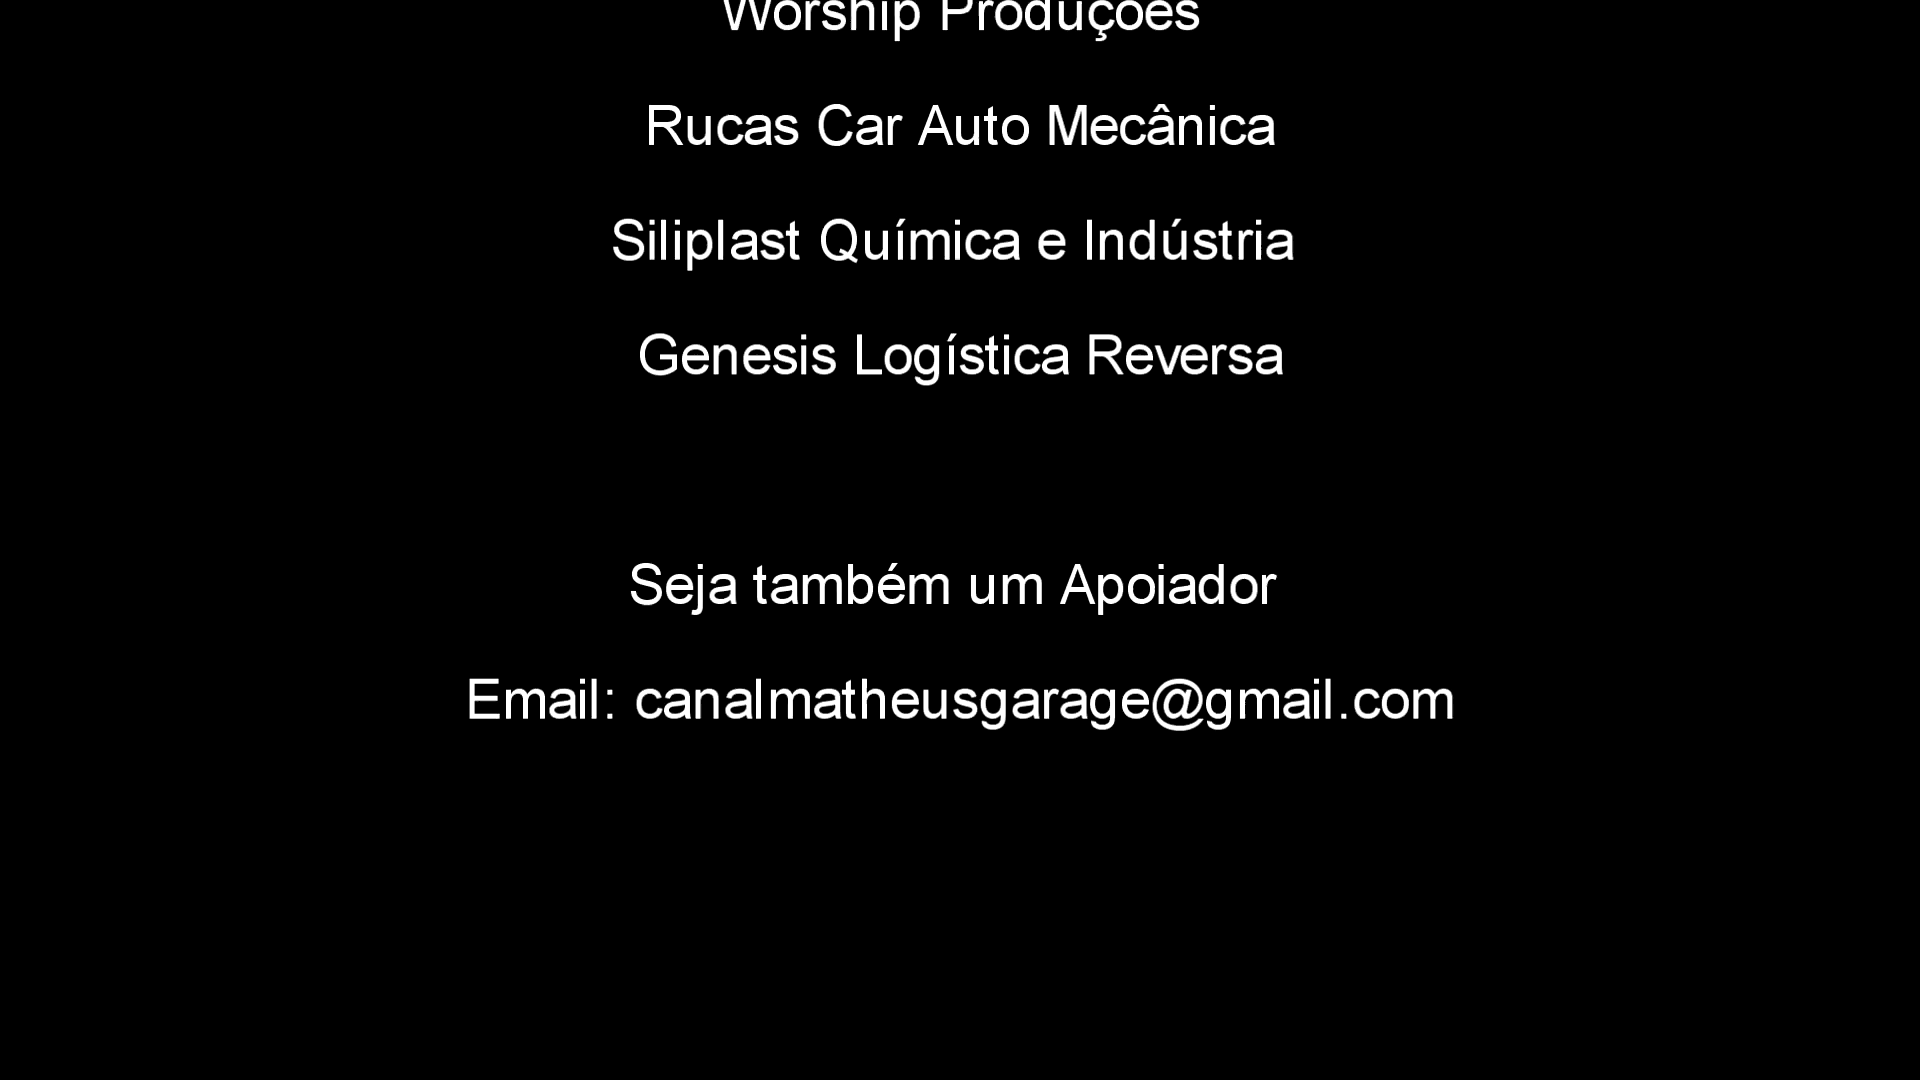 Worship Produções
Rucas Car Auto Mecânica
Siliplast Química e Indústria
Genesis Logística Reversa
Seja também um Apoiador
Email: canalmatheusgarage@gmail.com